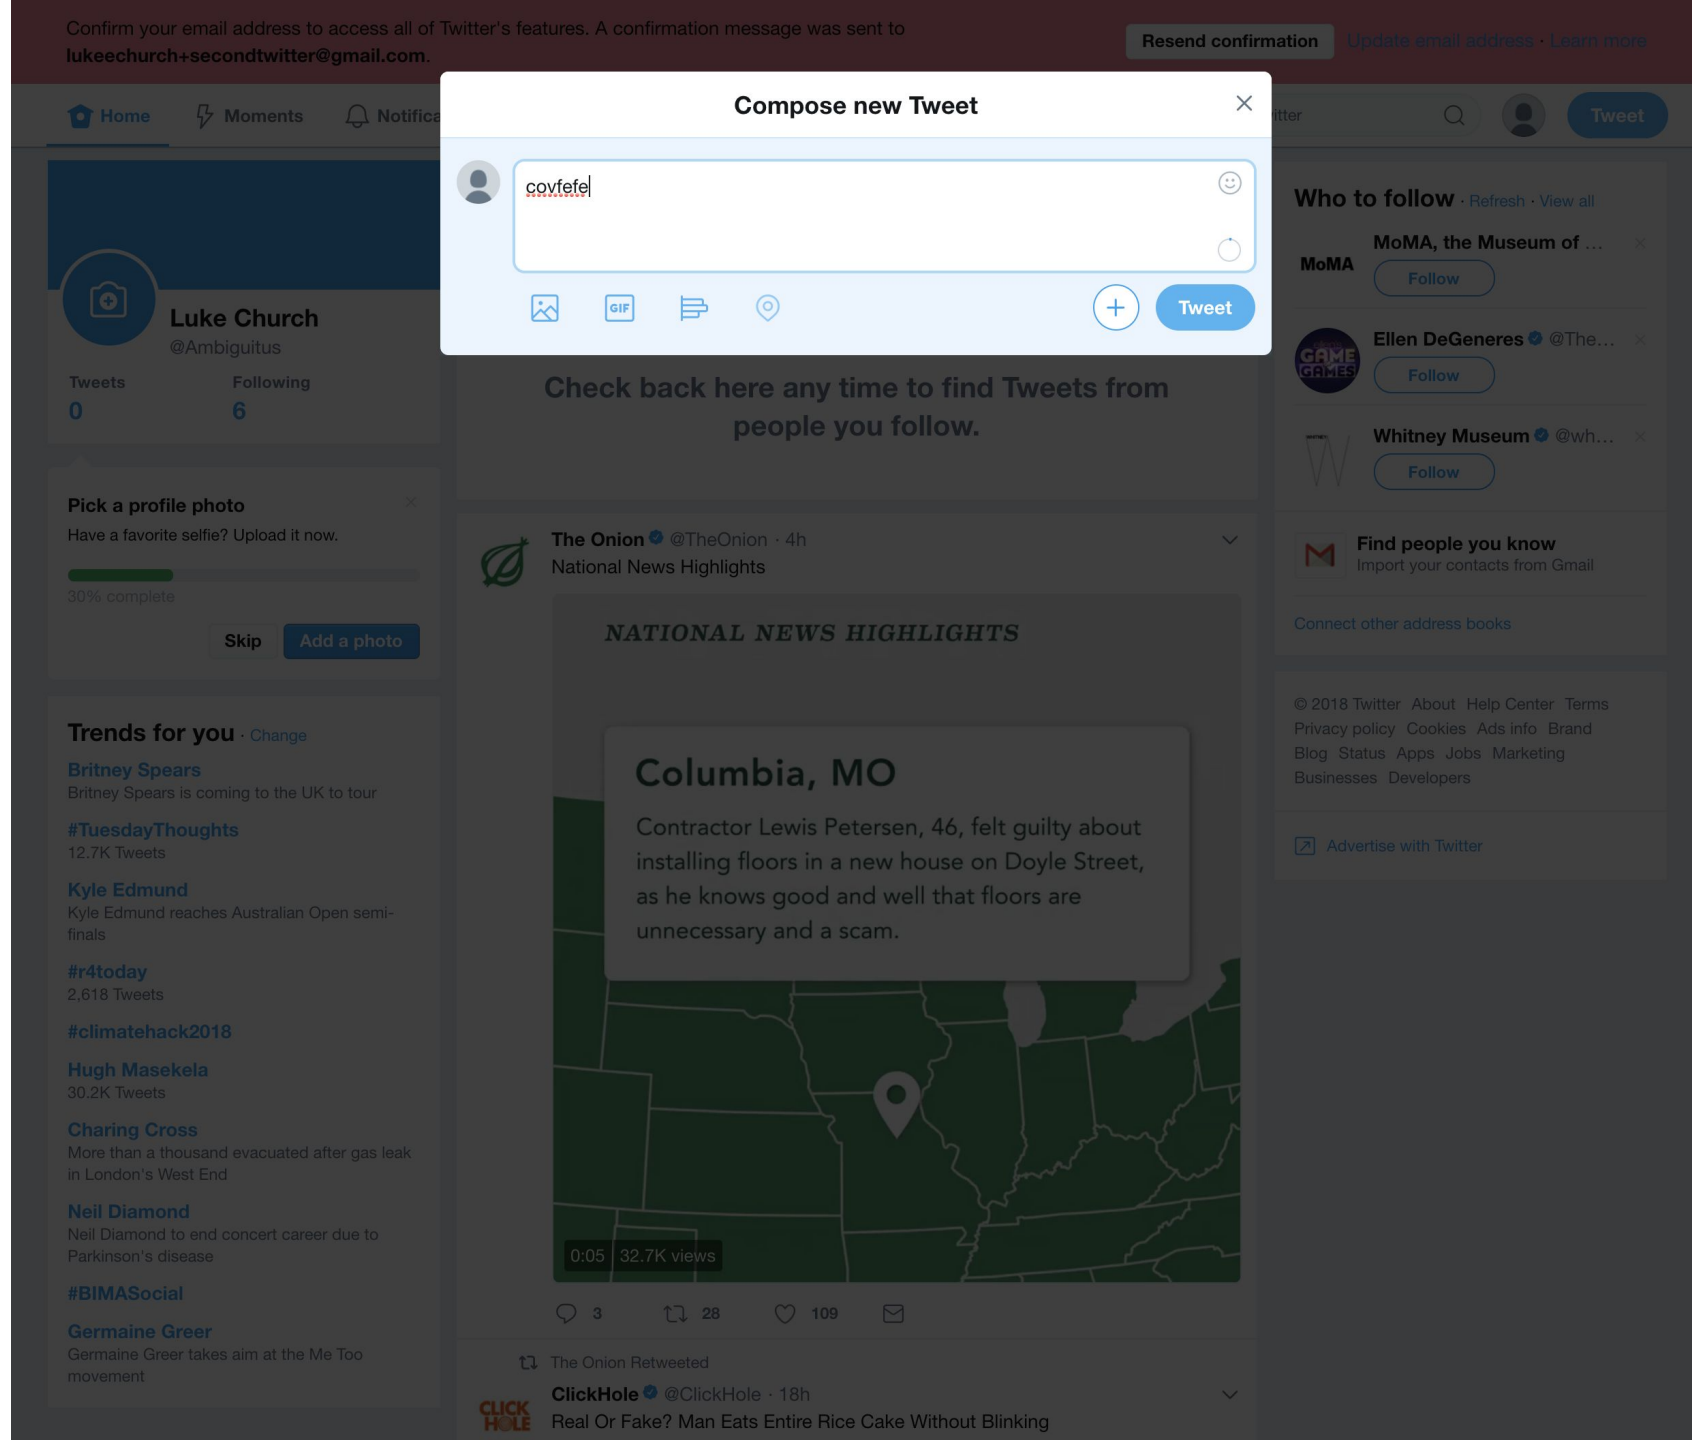 Confirm your email address to access all of Twitter's features. A confirmation message was sent to
lukeechurch+secondtwitter@gmail.com.
Resend confirmation
Update email address · Learn more
Home
Moments
Notifica
Compose new Tweet
itter
Tweet
covfefe
GIF
Tweet
Luke Church
@Ambiguitus
Tweets
Following
0
6
Pick a profile photo
Have a favorite selfie? Upload it now.
30% complete
Skip
Add a photo
Trends for you · Change
Britney Spears
Britney Spears is coming to the UK to tour
#TuesdayThoughts
12.7K Tweets
Kyle Edmund
Kyle Edmund reaches Australian Open semi-
finals
#r4today
2,618 Tweets
#climatehack2018
Hugh Masekela
30.2K Tweets
Charing Cross
More than a thousand evacuated after gas leak
in London's West End
Neil Diamond
Neil Diamond to end concert career due to
Parkinson's disease
#BIMASocial
Germaine Greer
Germaine Greer takes aim at the Me Too
movement
Check back here any time to find Tweets from
people you follow.
The Onion @TheOnion · 4h
National News Highlights
NATIONAL NEWS HIGHLIGHTS
Columbia, MO
Contractor Lewis Petersen, 46, felt guilty about
installing floors in a new house on Doyle Street,
as he knows good and well that floors are
unnecessary and a scam.
0:05
32.7K views
3
28
109
The Onion Retweeted
CLICK
HOLE
ClickHole @ClickHole · 18h
Real Or Fake? Man Eats Entire Rice Cake Without Blinking
Who to follow · Refresh · View all
MoMA
MoMA, the Museum of ...
Follow
GAME
GAMES
Ellen DeGeneres @The...
Follow
Whitney Museum @wh...
Follow
Find people you know
Import your contacts from Gmail
Connect other address books
© 2018 Twitter About Help Center Terms
Privacy policy Cookies Ads info Brand
Blog Status Apps Jobs Marketing
Businesses Developers
Advertise with Twitter